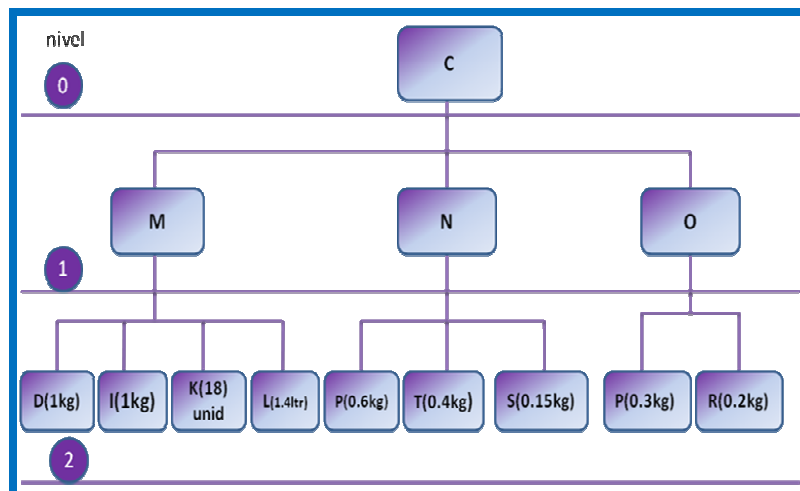 nivel
0
C
M
N
O
1
D(1kg)
I(1kg)
K(18)
unid
L(1.4ltr)
P(0.6kg)
T(0.4kg)
S(0.15kg)
P(0.3kg)
R(0.2kg)
2